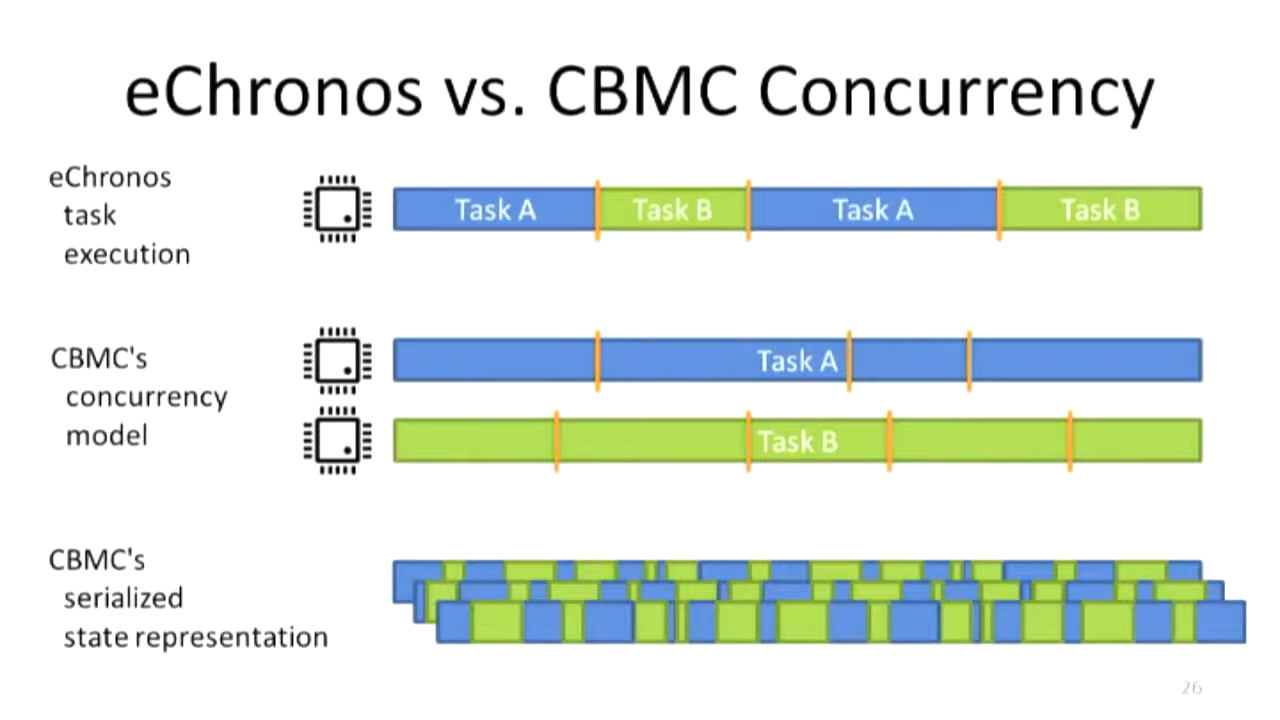 eChronos vs. CBMC Concurrency
eChronos
task
execution
Task A
Task B
Task A
Task B
CBMC's
concurrency
model
Task A
Task B
CBMC's
serialized
state representation
26